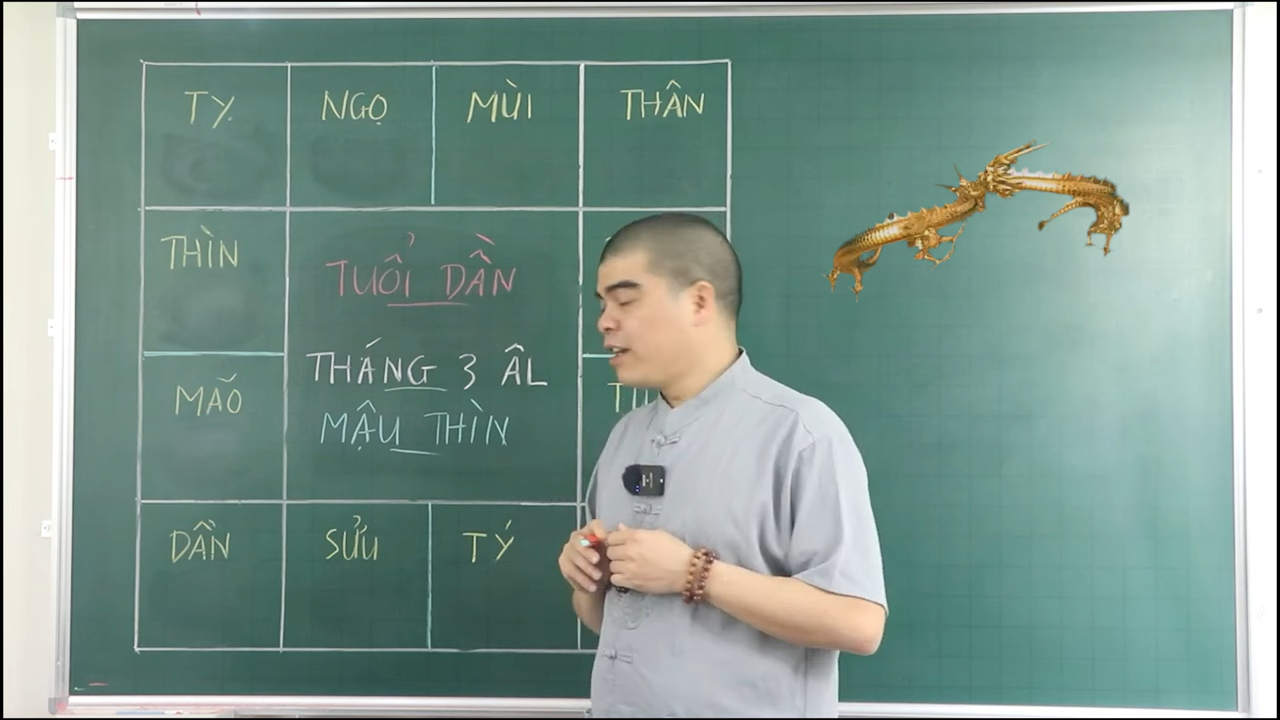 TỴ NGỌ MÙI THÂN
THÌN
TUỔI DẦN
THÁNG 3 ÂL
MÃO
MẬU THÌN
DẦN SỬU TÝ